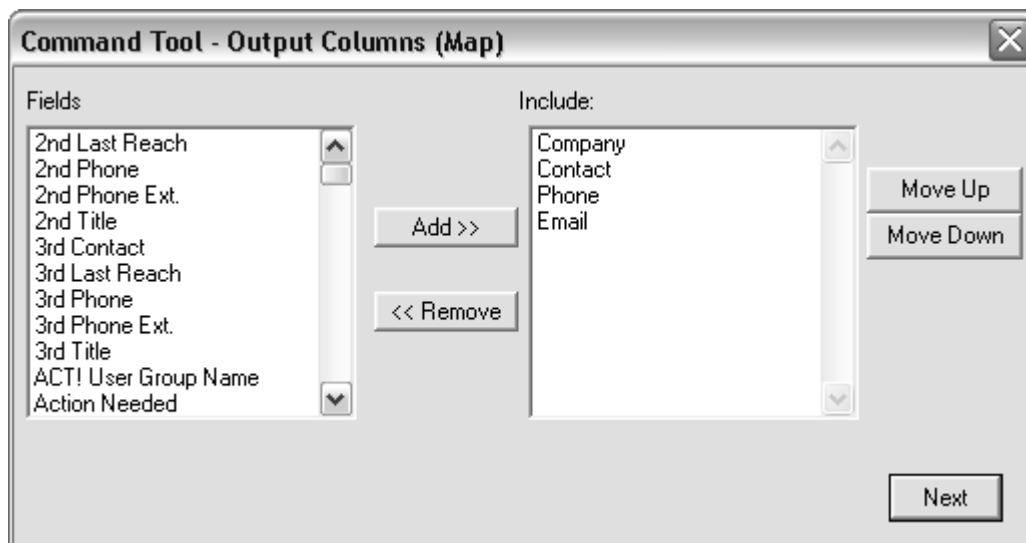 Command Tool - Output Columns (Map)
Fields
2nd Last Reach
2nd Phone
2nd Phone Ext.
2nd Title
3rd Contact
3rd Last Reach
3rd Phone
3rd Phone Ext.
3rd Title
ACT! User Group Name
Action Needed
Add >>
<< Remove
Include:
Company
Contact
Phone
Email
Move Up
Move Down
Next